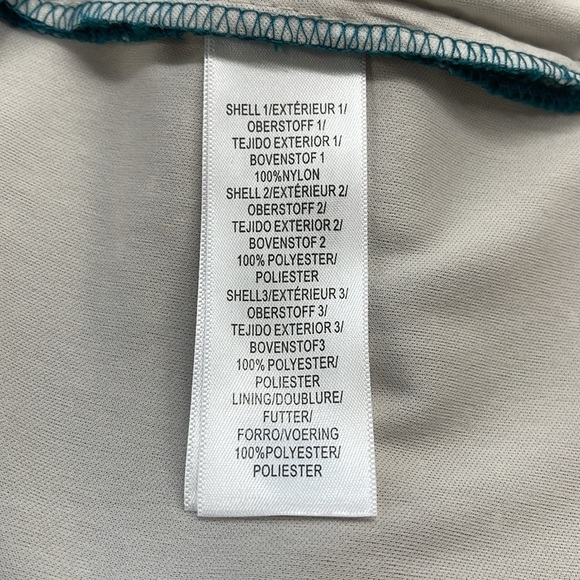 SHELL 1/EXTÉRIEUR 1/
OBERSTOFF 1/
TEJIDO EXTERIOR 1/
BOVENSTOF 1
100%NYLON
SHELL 2/EXTÉRIEUR 2/
OBERSTOFF 2/
TEJIDO EXTERIOR 2/
BOVENSTOF 2
100% POLYESTER/
POLIESTER
SHELL3/EXTÉRIEUR 3/
OBERSTOFF 3/
TEJIDO EXTERIOR 3/
BOVENSTOF3
100% POLYESTER/
POLIESTER
LINING/DOUBLURE/
FUTTER/
FORRO/VOERING
100%POLYESTER/
POLIESTER